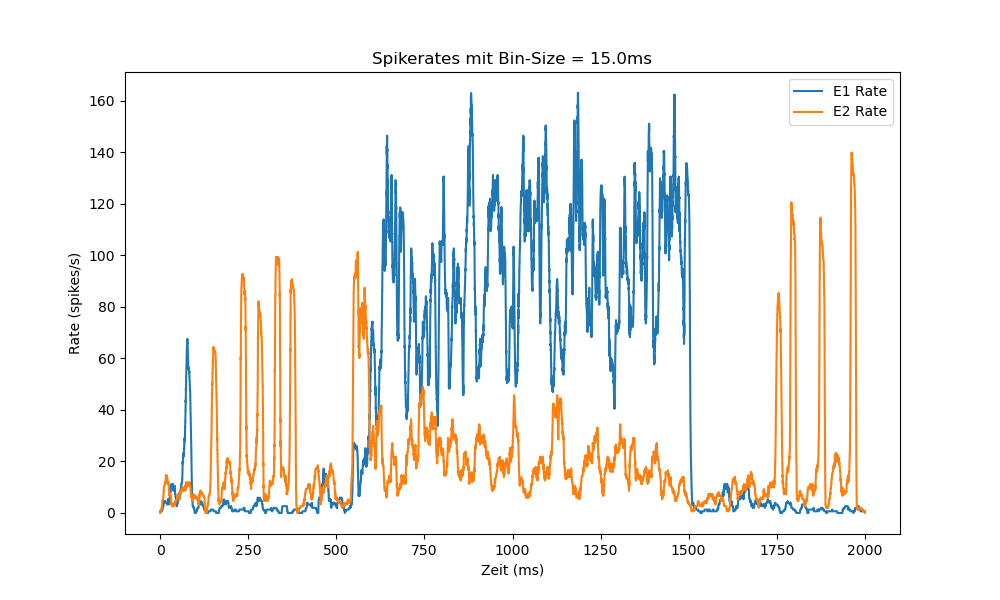 Spikerates mit Bin-Size = 15.0ms
E1 Rate
E2 Rate
160
140
120
100
80
60
40
20
0
Rate (spikes/s)
0 250 500 750 1000 1250 1500 1750 2000
Zeit (ms)